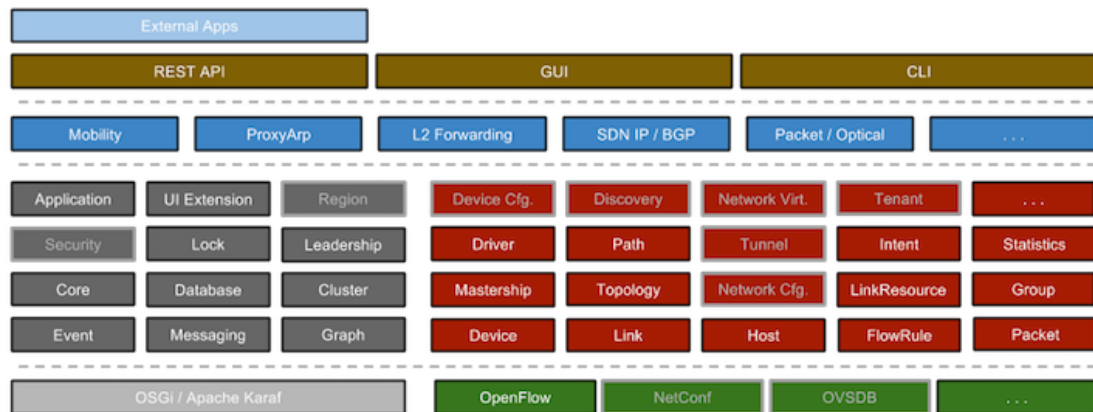 External Apps
REST API GUI CLI
Mobility ProxyArp L2 Forwarding SDN IP / BGP Packet / Optical . . .
Application UI Extension Region Device Cfg. Discovery Network Virt. Tenant . . .
Security Lock Leadership Driver Path Tunnel Intent Statistics
Core Database Cluster Mastership Topology Network Cfg. LinkResource Group
Event Messaging Graph Device Link Host FlowRule Packet
OSGi / Apache Karaf OpenFlow NetConf OVSDB . . .